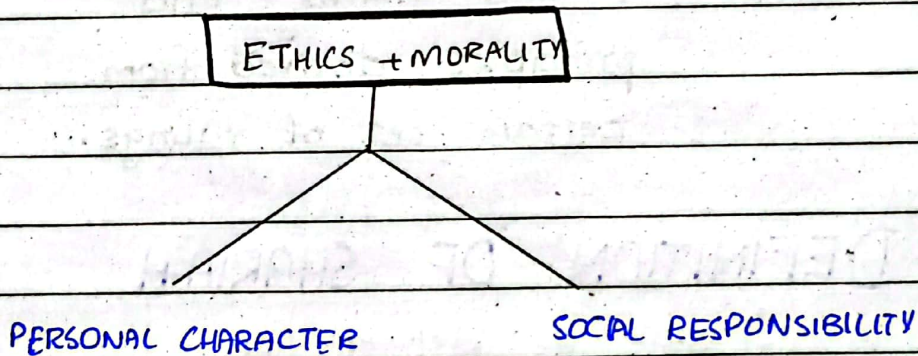 ETHICS + MORALITY
PERSONAL CHARACTER
SOCIAL RESPONSIBILITY